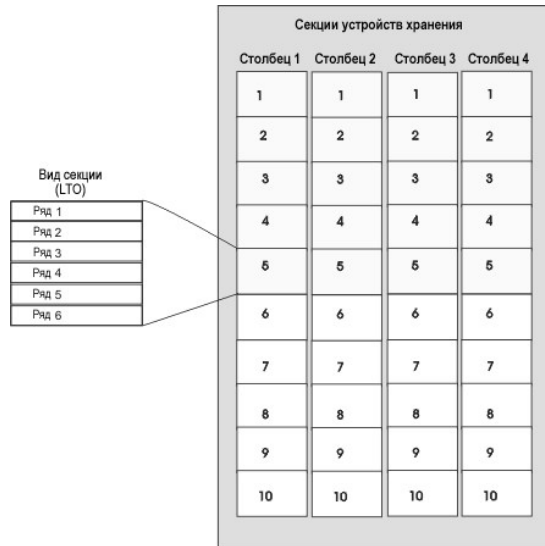 Секции устройств хранения
Столбец 1 Столбец 2 Столбец 3 Столбец 4
1 1 1 1
2 2 2 2
3 3 3 3
4 4 4 4
5 5 5 5
6 6 6 6
7 7 7 7
8 8 8 8
9 9 9 9
10 10 10 10
Вид секции
(LTO)
Ряд 1
Ряд 2
Ряд 3
Ряд 4
Ряд 5
Ряд 6